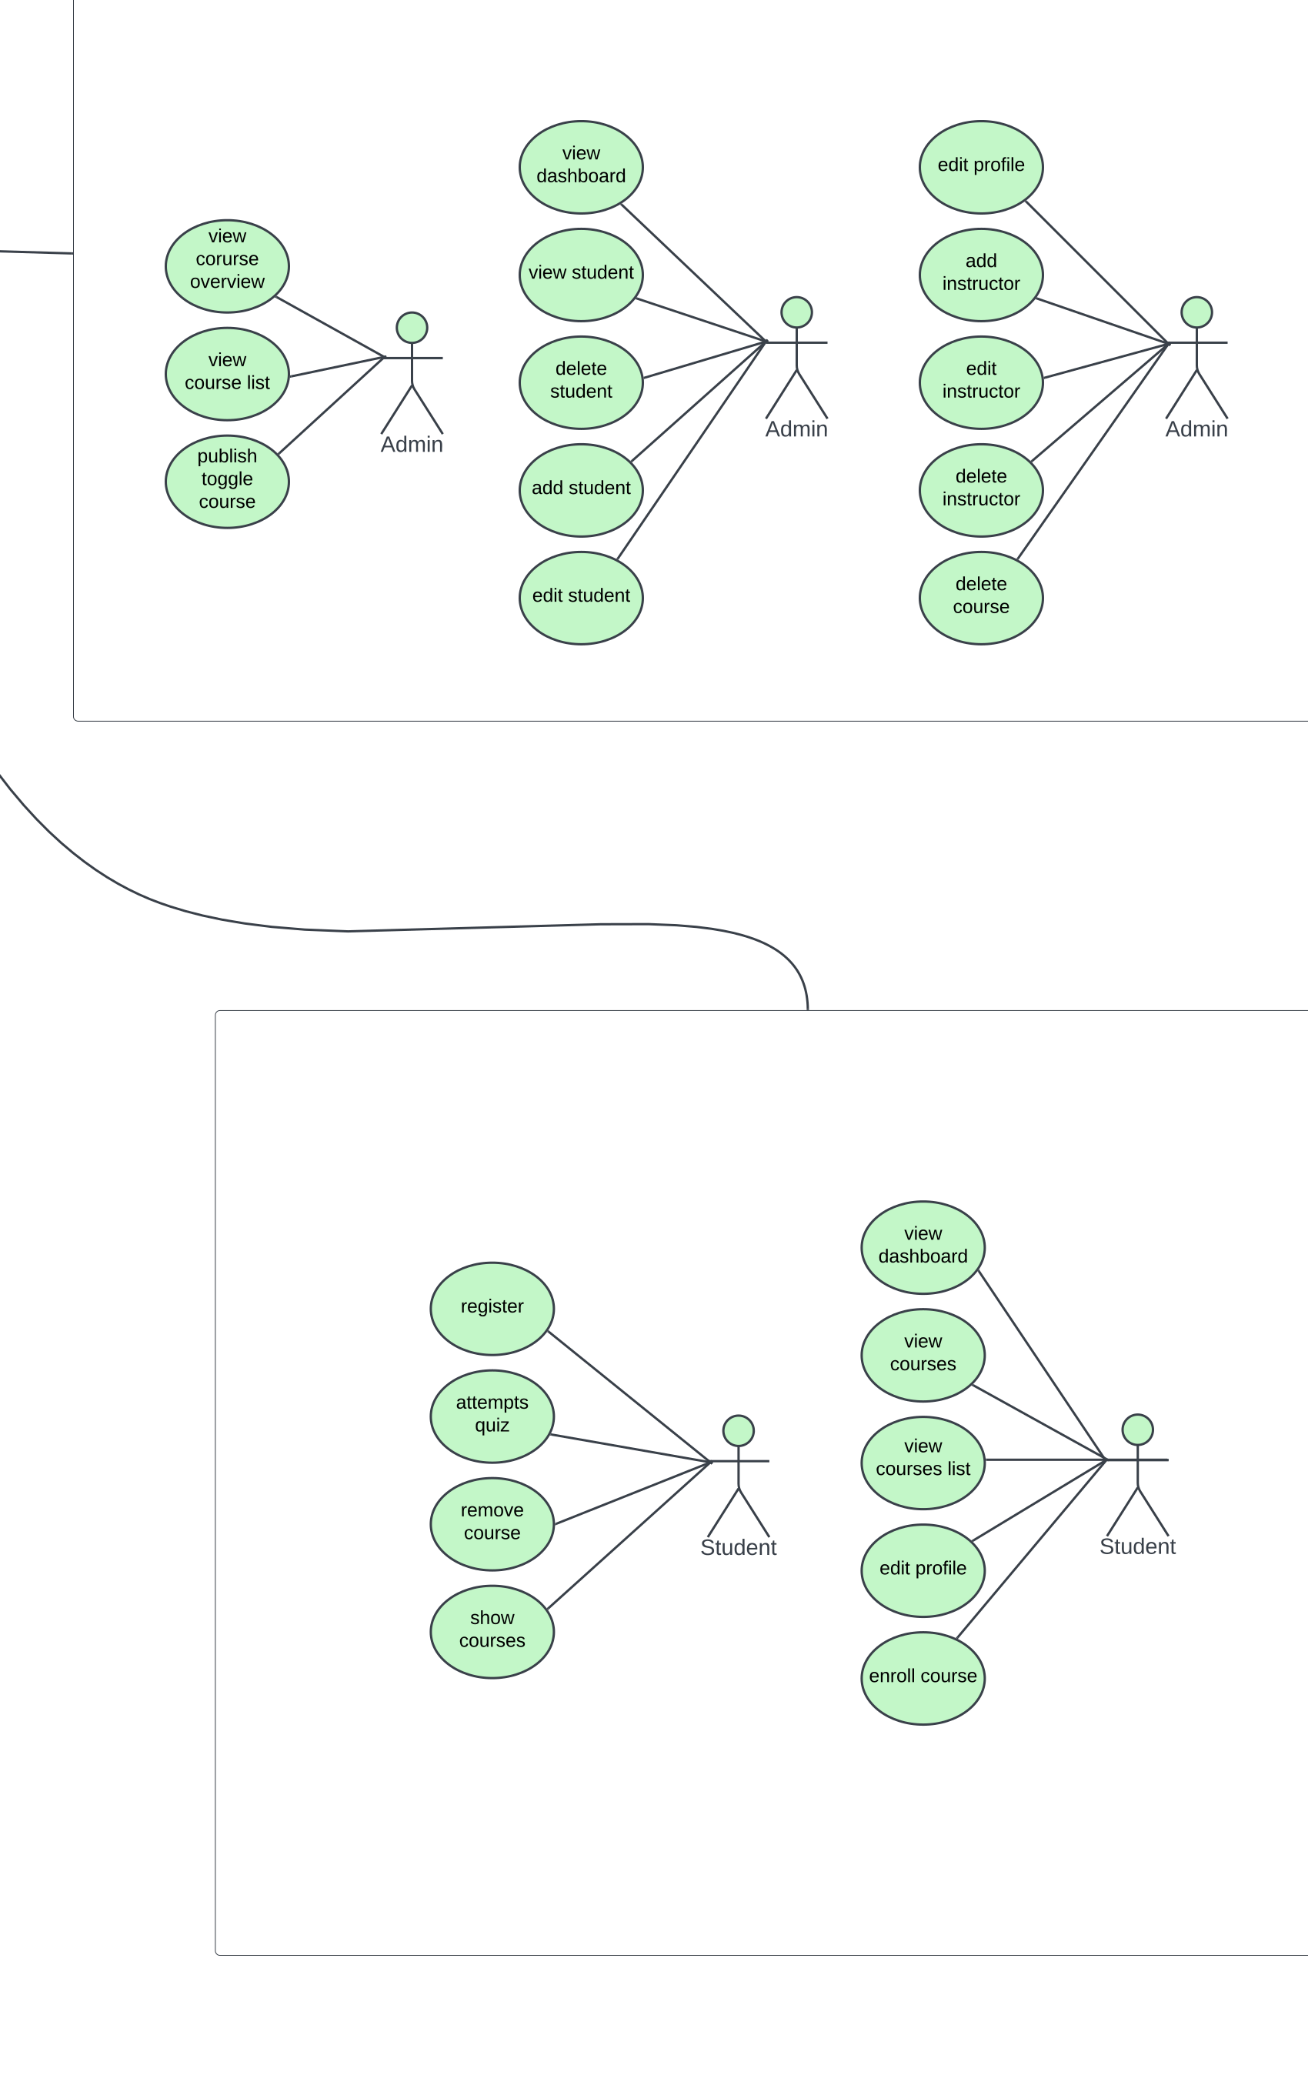 view
corurse
overview
view
course list
publish
toggle
course
Admin
view
dashboard
view student
delete
student
add student
edit student
Admin
edit profile
add
instructor
edit
instructor
delete
instructor
delete
course
Admin
register
attempts
quiz
remove
course
show
courses
Student
view
dashboard
view
courses
view
courses list
edit profile
enroll course
Student